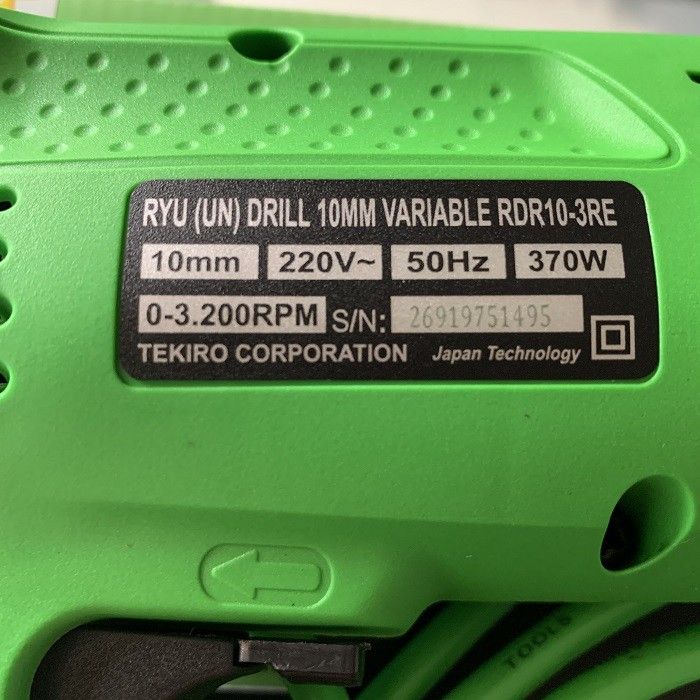 RYU (UN) DRILL 10MM VARIABLE RDR10-3RE
10mm 220V~ 50Hz 370W
0-3.200RPM S/N: 26919751495
TEKIRO CORPORATION Japan Technology
TOOLS